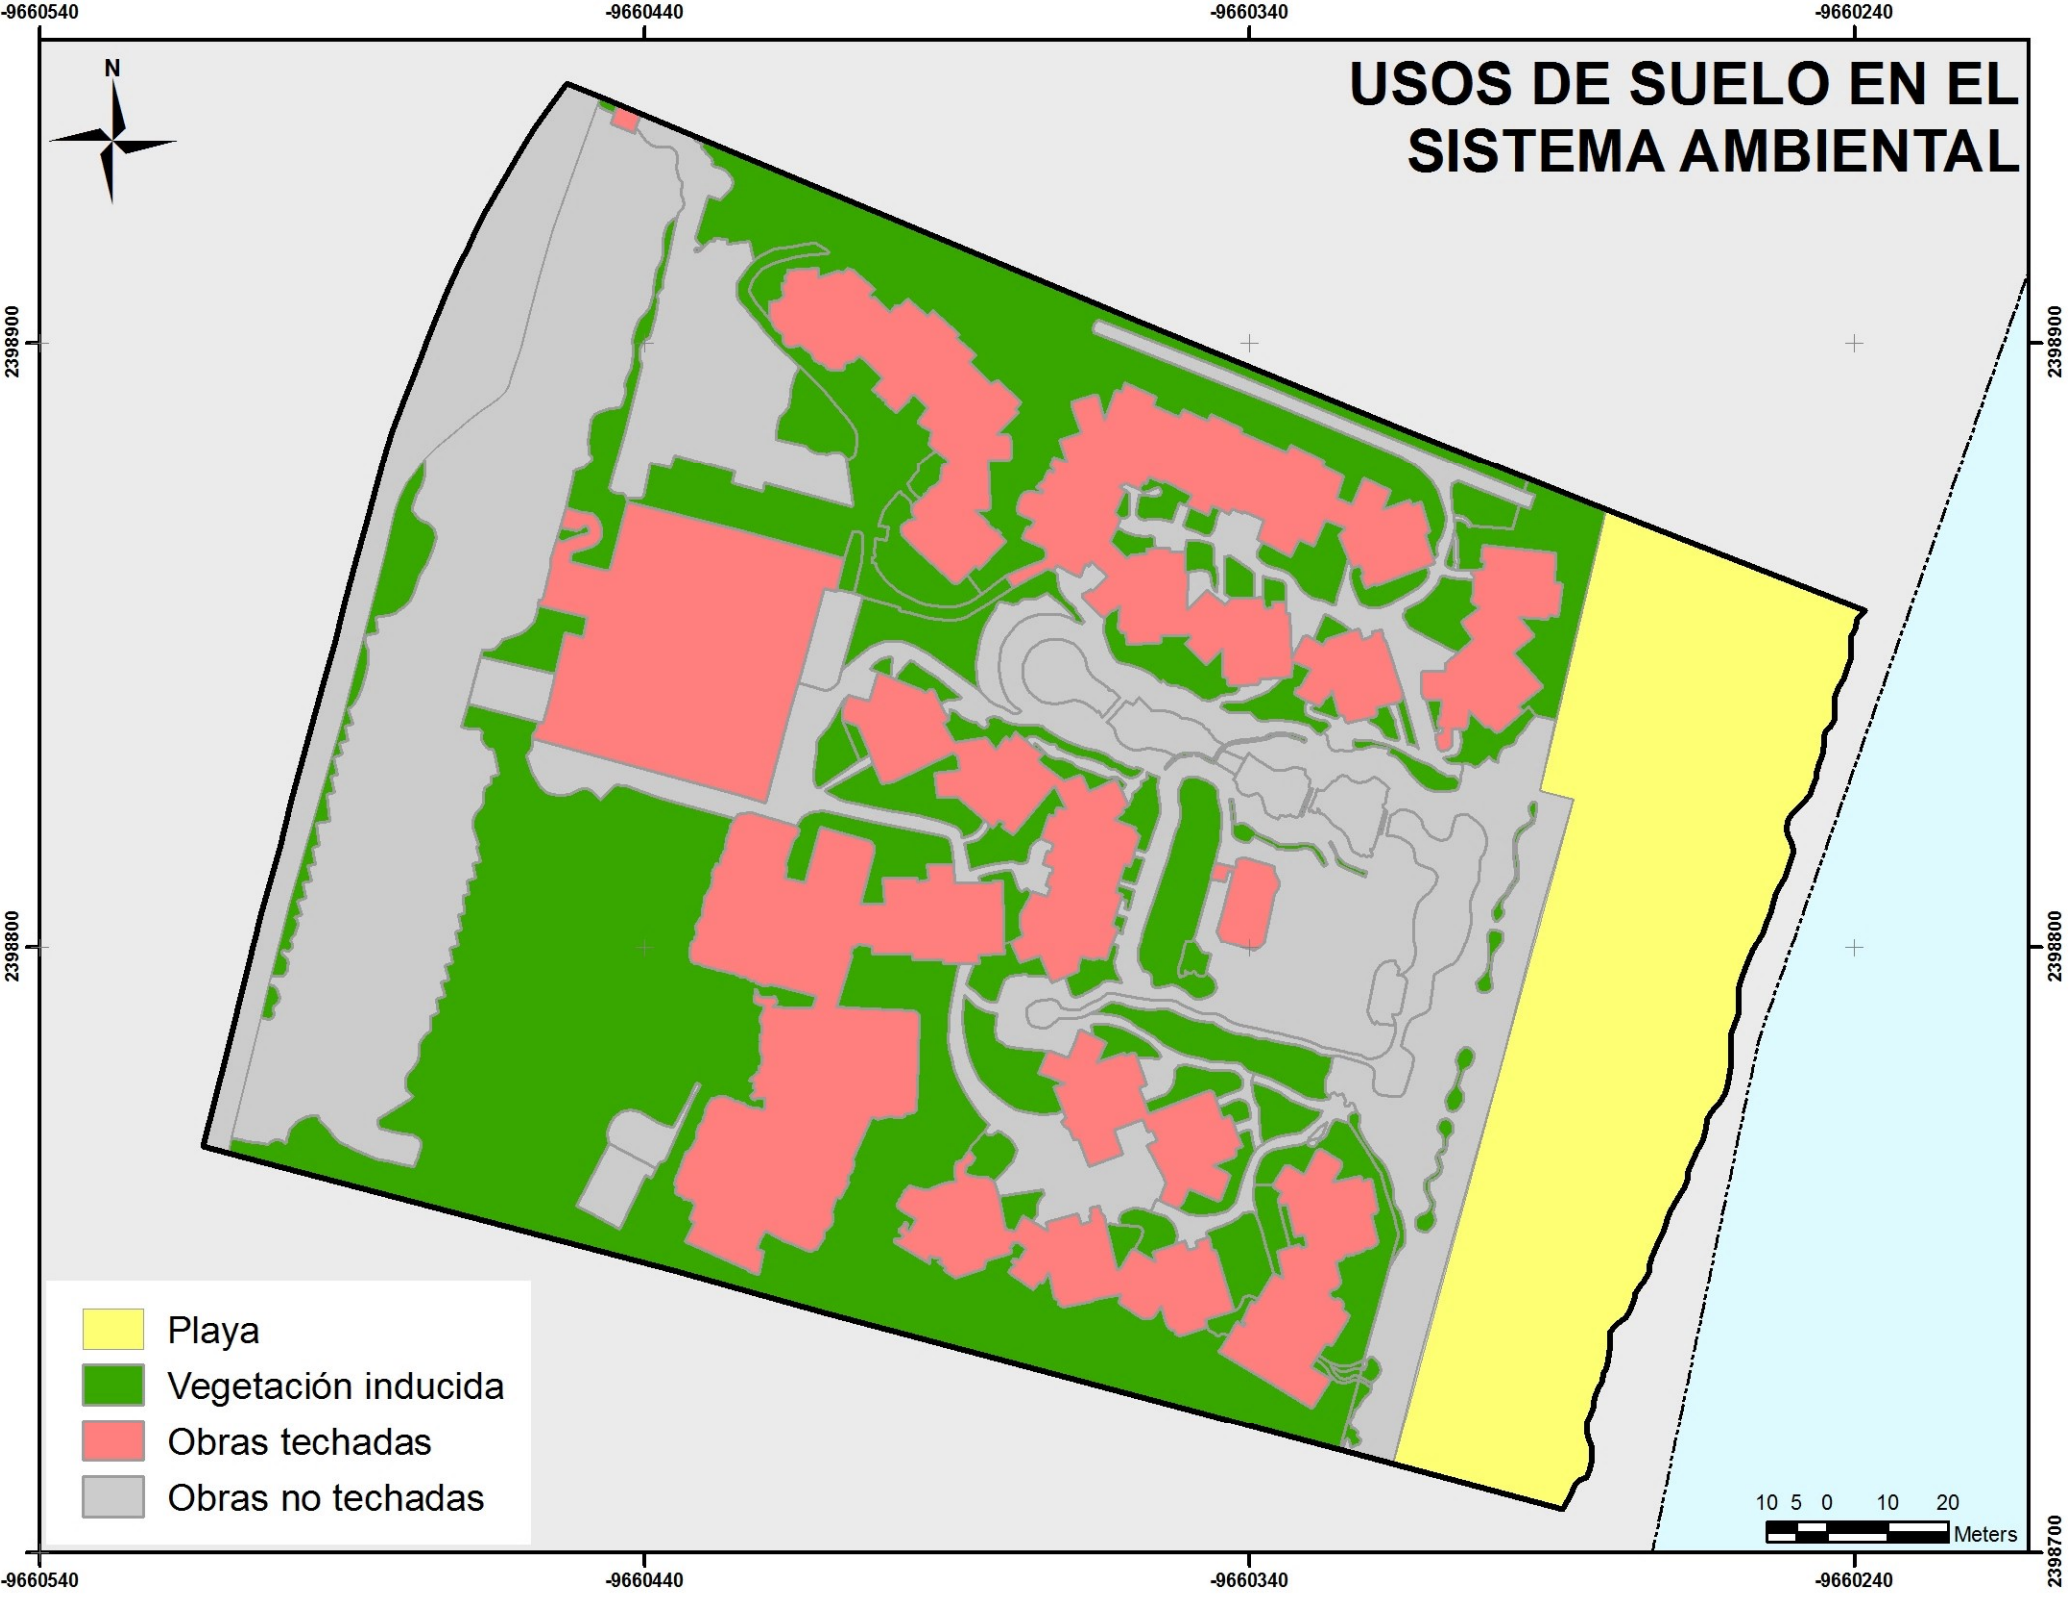 -9660540 -9660440 -9660340 -9660240
USOS DE SUELO EN EL
SISTEMA AMBIENTAL
N
2398900 2398900
2398800 2398800
Playa
Vegetación inducida
Obras techadas
Obras no techadas
10 5 0 10 20
Meters
2398700
-9660540 -9660440 -9660340 -9660240